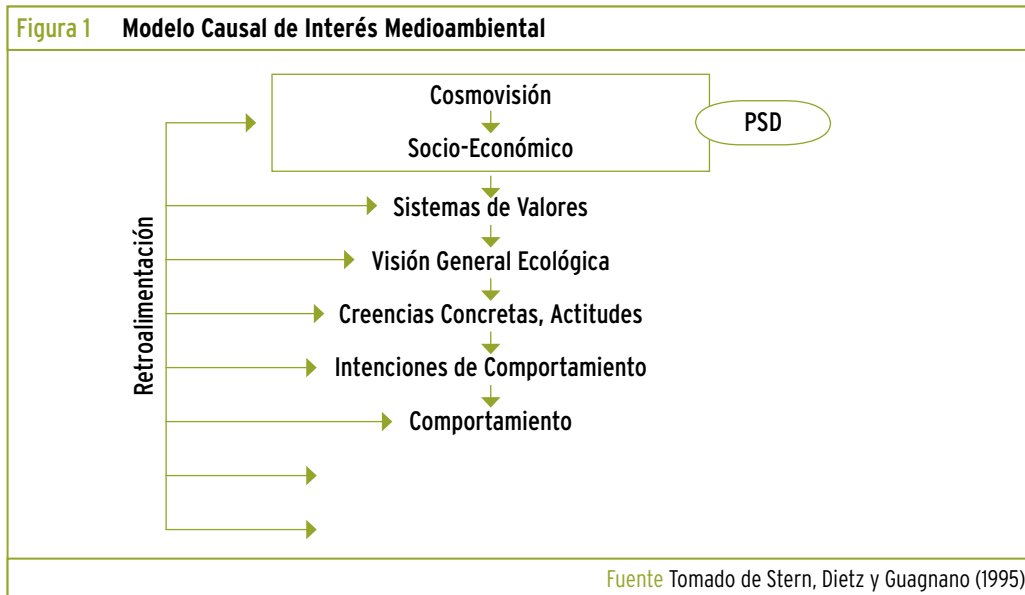 Figura 1 Modelo Causal de Interés Medioambiental
Cosmovisión
PSD
Socio-Económico
Sistemas de Valores
Visión General Ecológica
Creencias Concretas, Actitudes
Intenciones de Comportamiento
Comportamiento
Retroalimentación
Fuente Tomado de Stern, Dietz y Guagnano (1995)